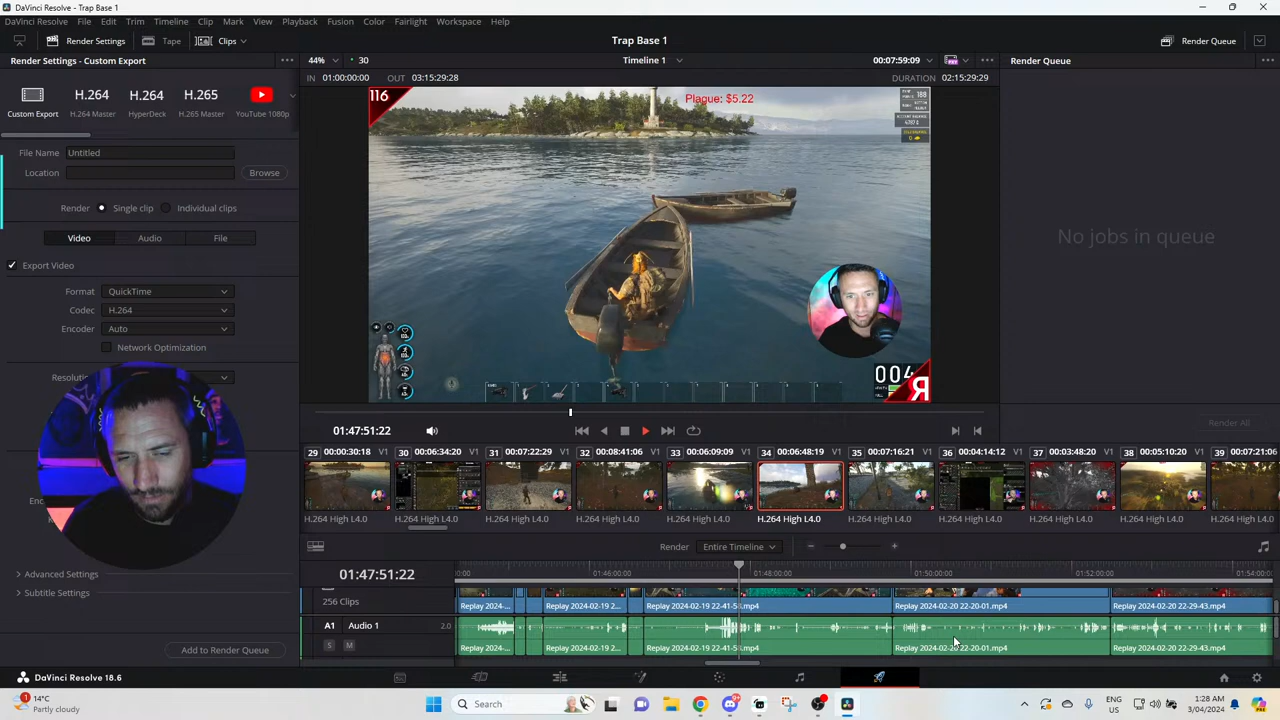 DaVinci Resolve - Trap Base 1
DaVinci Resolve File Edit Trim Timeline Clip Mark View Playback Fusion Color Fairlight Workspace Help
Render Settings Tape Clips Trap Base 1 Render Queue
Render Settings - Custom Export 44% 30 Timeline 1 00:07:59:09 Render Queue
IN 01:00:00:00 OUT 03:15:29:28 DURATION 02:15:29:29
H.264 H.264 H.265
Custom Export H.264 Master HyperDeck YouTube 1080p
116 Plaque: $5.22 188
File Name Untitled
Location Browse
Render Single clip Individual clips
Video Audio File
Export Video
Format QuickTime
Codec H.264
Encoder Auto
Network Optimization
004
R
No jobs in queue
01:47:51:22
Render All
29 00:00:30:18 V1 30 00:06:34:20 V1 31 00:07:22:29 V1 32 00:08:41:06 V1 33 00:06:09:09 V1 34 00:06:48:19 V1 35 00:07:16:21 V1 36 00:04:14:12 V1 37 00:03:48:20 V1 38 00:05:10:20 V1 39 00:07:21:06
H.264 High L4.0 H.264 High L4.0 H.264 High L4.0 H.264 High L4.0 H.264 High L4.0 H.264 High L4.0 H.264 High L4.0 H.264 High L4.0 H.264 High L4.0 H.264 High L4.0 H.264 High L4.0
Render Entire Timeline
Advanced Settings
Subtitle Settings
01:47:51:22 01:46:00:00 01:48:00:00 01:50:00:00 01:52:00:00 01:54:00:00
256 Clips Replay 2024-... Replay 2024-02-19 2... Replay 2024-02-19 22-41-5 .mp4 Replay 2024-02-20 22-20-01.mp4 Replay 2024-02-20 22-29-43.mp4
A1 Audio 1 2.0
S M Replay 2024-... Replay 2024-02-19 2... Replay 2024-02-19 22-41-5 .mp4 Replay 2024-02-20 22-20-01.mp4 Replay 2024-02-20 22-29-43.mp4
Add to Render Queue
DaVinci Resolve 18.6
14°C
Partly cloudy
Search
ENG
US
1:28 AM
3/04/2024